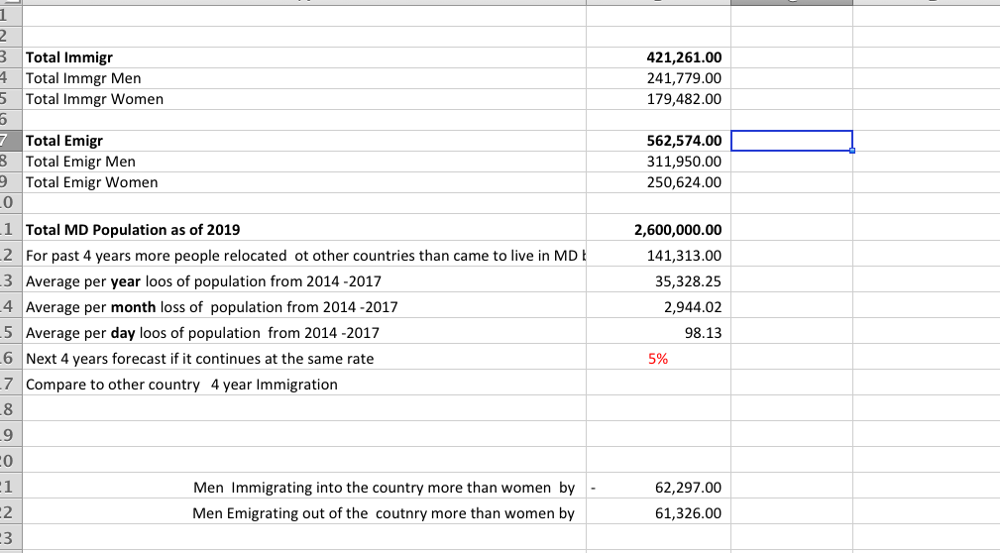 1
2
3 Total Immigr 421,261.00
4 Total Immgr Men 241,779.00
5 Total Immgr Women 179,482.00
6
7 Total Emigr 562,574.00
8 Total Emigr Men 311,950.00
9 Total Emigr Women 250,624.00
.0
.1 Total MD Population as of 2019 2,600,000.00
.2 For past 4 years more people relocated ot other countries than came to live in MD 141,313.00
.3 Average per year loos of population from 2014 -2017 35,328.25
.4 Average per month loss of population from 2014 -2017 2,944.02
.5 Average per day loos of population from 2014 -2017 98.13
.6 Next 4 years forecast if it continues at the same rate 5%
.7 Compare to other country 4 year Immigration
.8
.9
20
21 Men Immigrating into the country more than women by - 62,297.00
22 Men Emigrating out of the coutnry more than women by 61,326.00
23